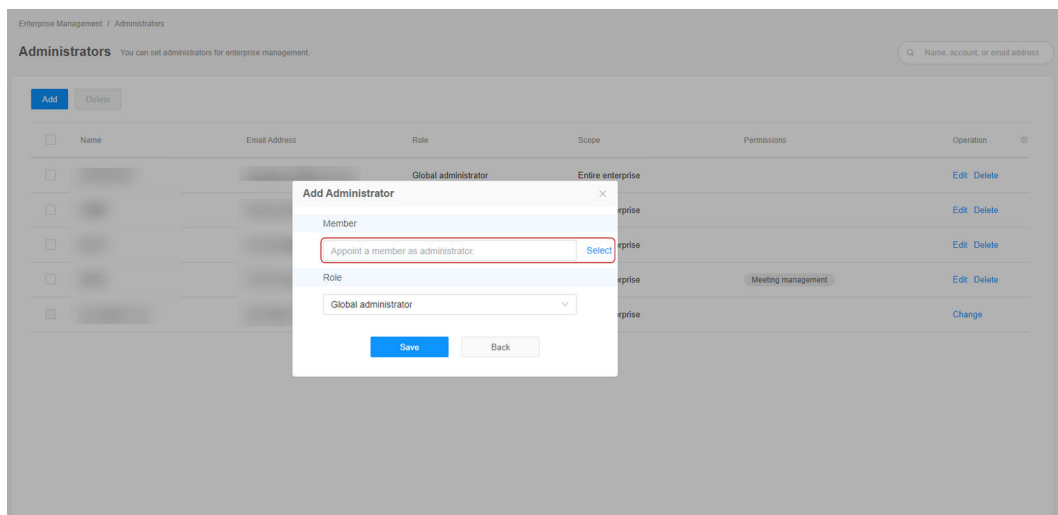 Enterprise Management / Administrators
Administrators You can set administrators for enterprise management.
Name, account, or email address
Add Delete
Name Email Address Role Scope Permissions Operation
Global administrator Entire enterprise Edit Delete
Add Administrator
rprise Edit Delete
Member
Appoint a member as administrator. Select
rprise Edit Delete
Role
rprise Meeting management Edit Delete
Global administrator
rprise Change
Save Back